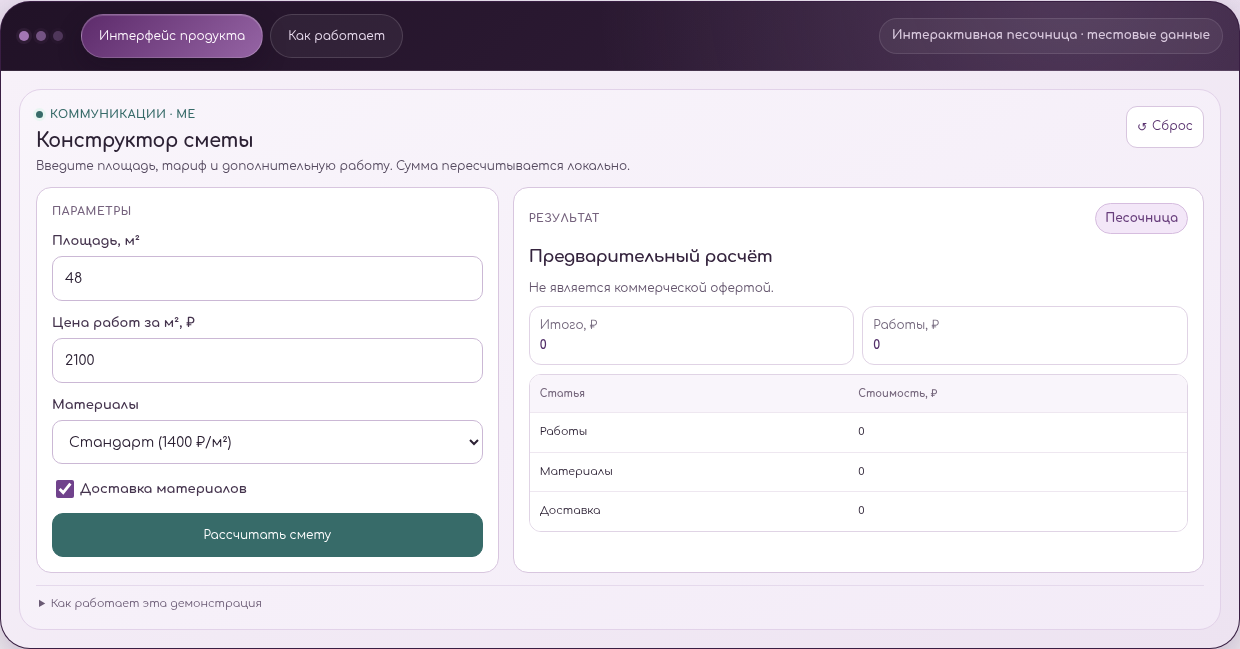 Интерфейс продукта
Как работает
Интерактивная песочница · тестовые данные
КОММУНИКАЦИИ · ME
Конструктор сметы
Введите площадь, тариф и дополнительную работу. Сумма пересчитывается локально.
↺ Сброс
ПАРАМЕТРЫ
Площадь, м²
48
Цена работ за м², ₽
2100
Материалы
Стандарт (1400 ₽/м²)
Доставка материалов
Рассчитать смету
РЕЗУЛЬТАТ
Песочница
Предварительный расчёт
Не является коммерческой офертой.
Итого, ₽
0
Работы, ₽
0
Статья Стоимость, ₽
Работы 0
Материалы 0
Доставка 0
Как работает эта демонстрация